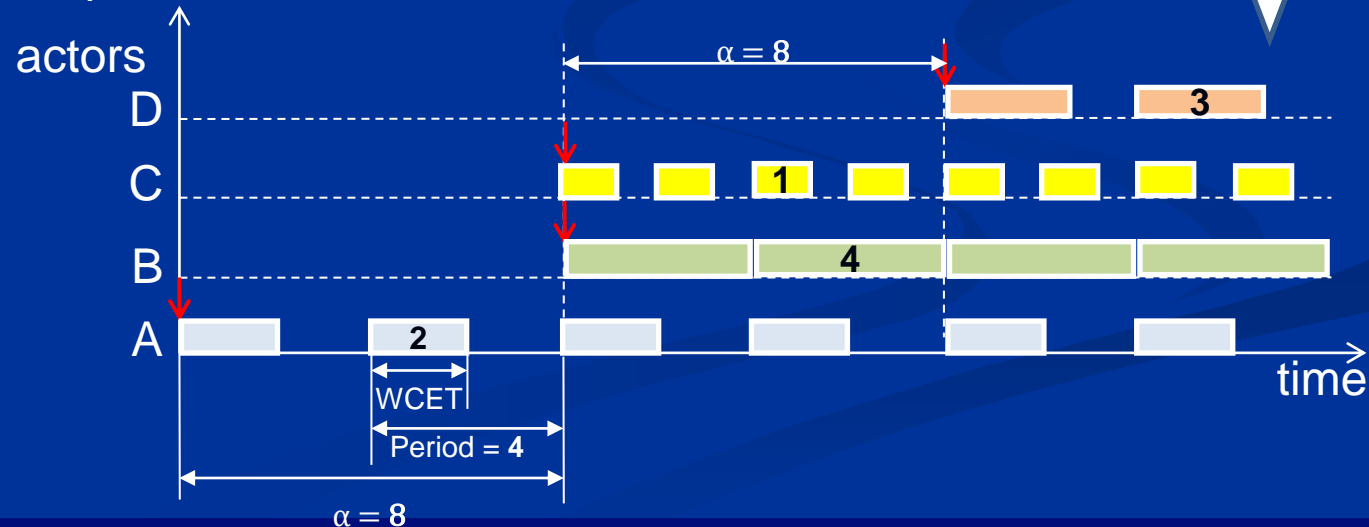 actors
α = 8
D
3
C
1
B
4
A
2
time
WCET
Period = 4
α = 8